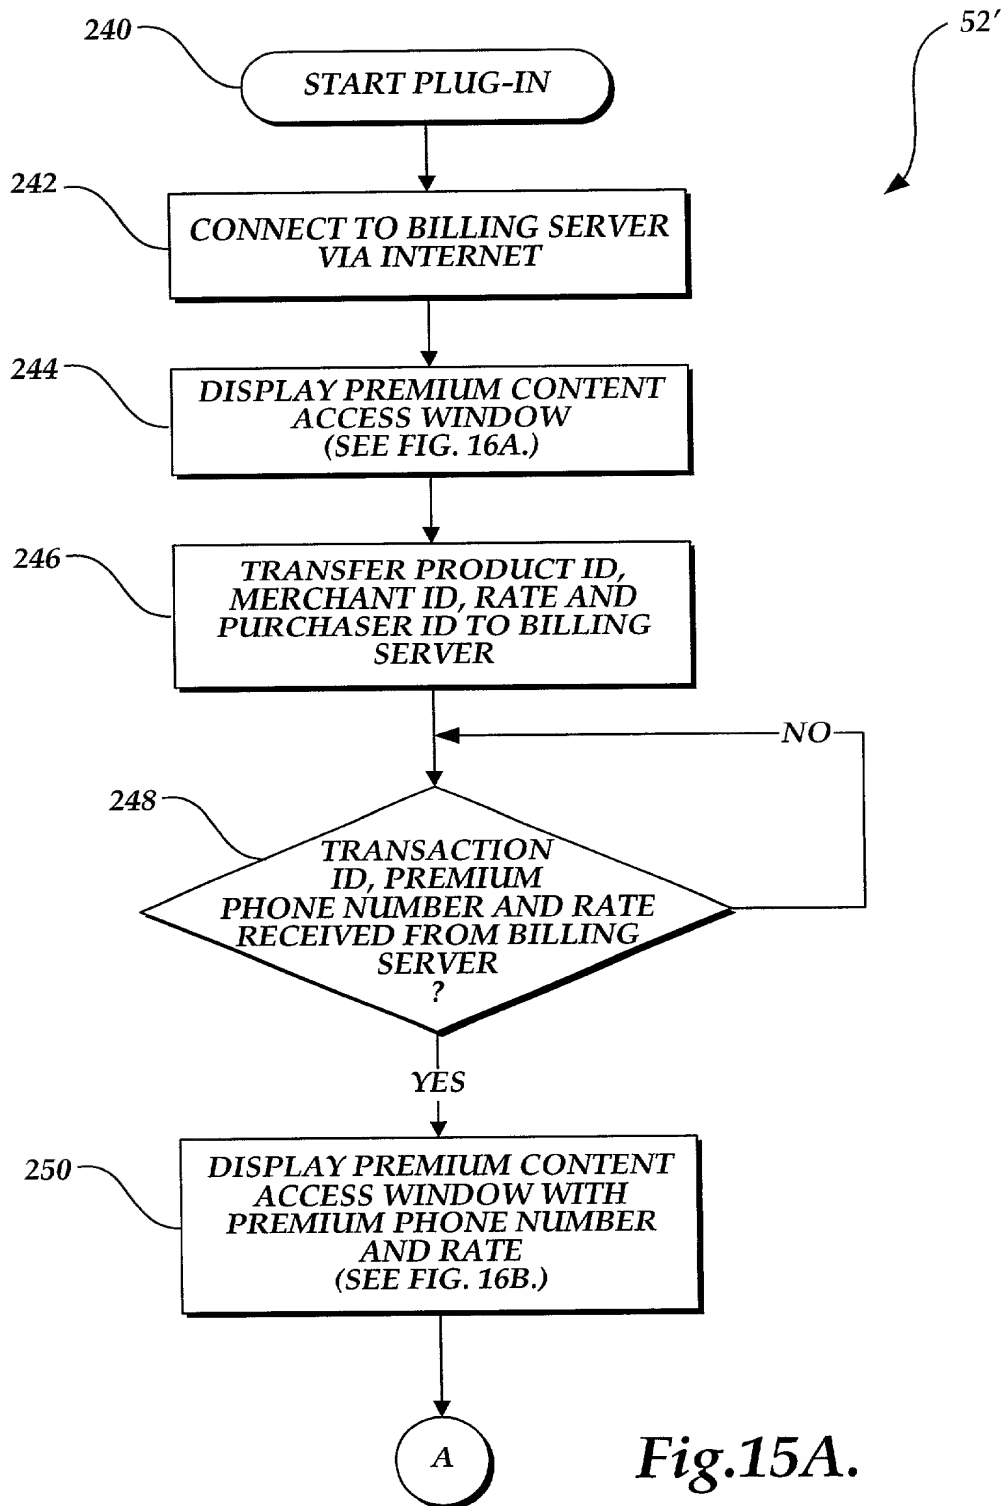 240
52'
START PLUG-IN
242
CONNECT TO BILLING SERVER
VIA INTERNET
244
DISPLAY PREMIUM CONTENT
ACCESS WINDOW
(SEE FIG. 16A.)
246
TRANSFER PRODUCT ID,
MERCHANT ID, RATE AND
PURCHASER ID TO BILLING
SERVER
NO
248
TRANSACTION
ID, PREMIUM
PHONE NUMBER AND RATE
RECEIVED FROM BILLING
SERVER
?
YES
250
DISPLAY PREMIUM CONTENT
ACCESS WINDOW WITH
PREMIUM PHONE NUMBER
AND RATE
(SEE FIG. 16B.)
A
Fig.15A.